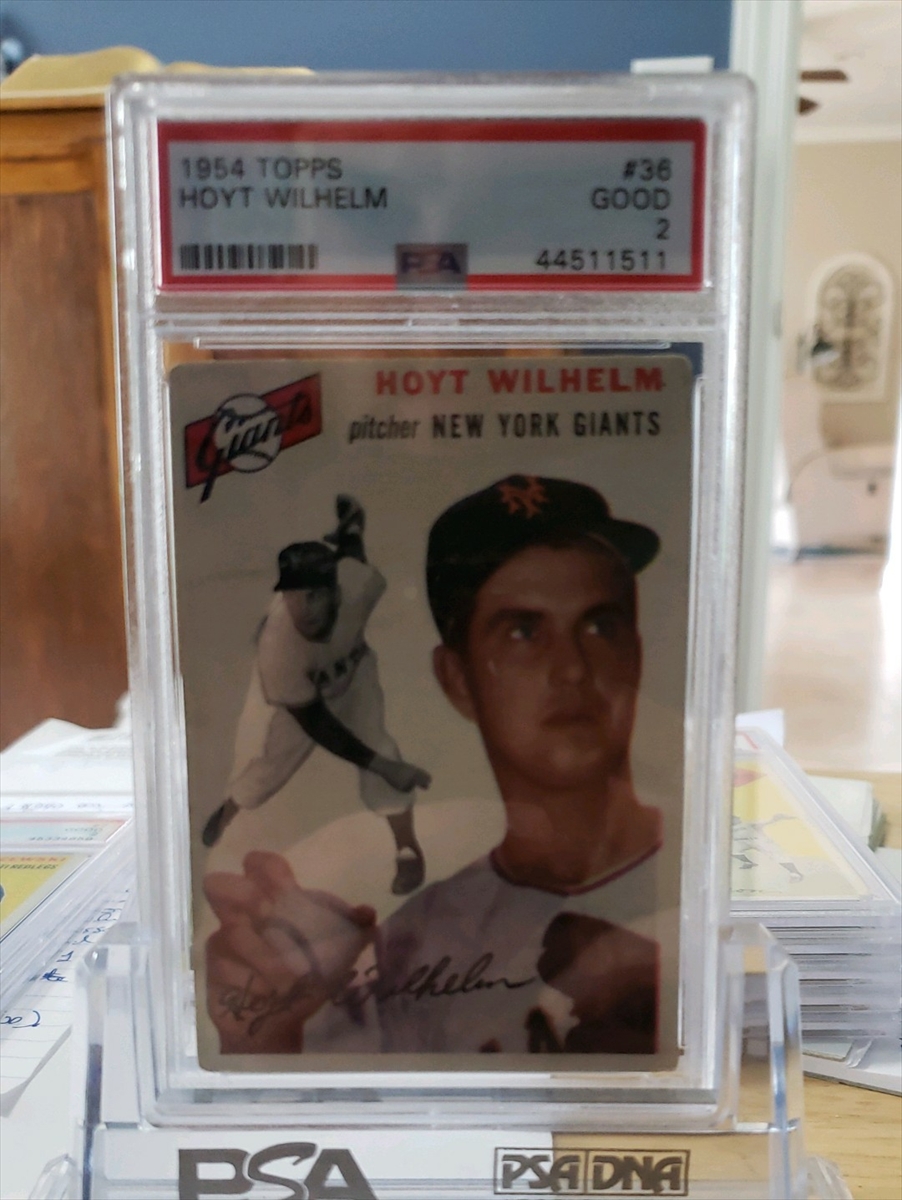 1954 TOPPS #36
HOYT WILHELM GOOD
2
PSA 44511511
HOYT WILHELM
Giants
pitcher NEW YORK GIANTS
NY
Hoyt Wilhelm
PSA PSA DNA